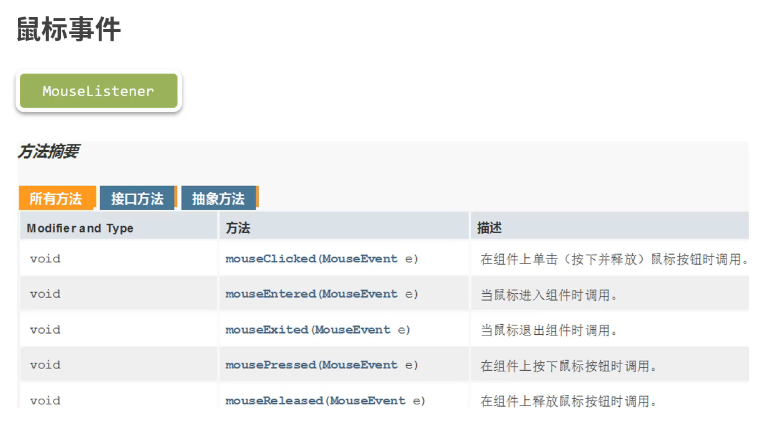 鼠标事件
MouseListener
方法摘要
所有方法 接口方法 抽象方法
Modifier and Type 方法 描述
void mouseClicked(MouseEvent e) 在组件上单击（按下并释放）鼠标按钮时调用。
void mouseEntered(MouseEvent e) 当鼠标进入组件时调用。
void mouseExited(MouseEvent e) 当鼠标退出组件时调用。
void mousePressed(MouseEvent e) 在组件上按下鼠标按钮时调用。
void mouseReleased(MouseEvent e) 在组件上释放鼠标按钮时调用。